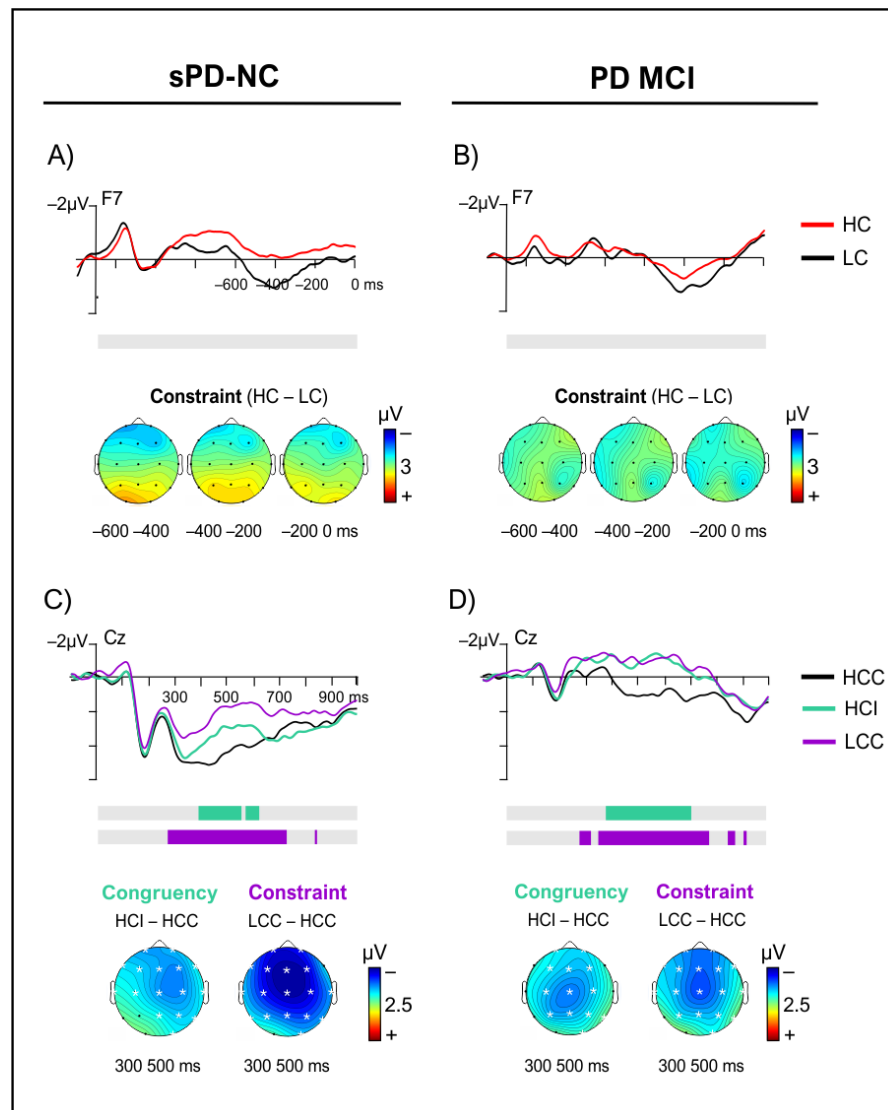 sPD-NC
PD MCI
A)
B)
−2µV F7
−600 −400 −200 0 ms
−2µV F7
HC
LC
Constraint (HC – LC)
µV
–
3
+
−600 −400 −400 −200 −200 0 ms
Constraint (HC – LC)
µV
–
3
+
−600 −400 −400 −200 −200 0 ms
C)
D)
−2µV Cz
300 500 700 900 ms
−2µV Cz
HCC
HCI
LCC
Congruency Constraint
HCI – HCC LCC – HCC
µV
–
2.5
+
300 500 ms 300 500 ms
Congruency Constraint
HCI – HCC LCC – HCC
µV
–
2.5
+
300 500 ms 300 500 ms